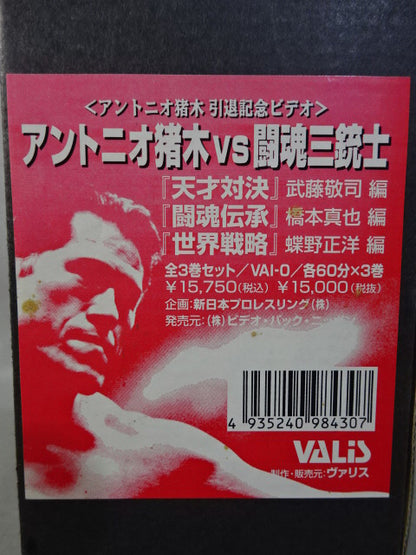 <アントニオ猪木 引退記念ビデオ>
アントニオ猪木vs闘魂三銃士
『天才対決』武藤敬司 編
『闘魂伝承』橋本真也 編
『世界戦略』蝶野正洋 編
全3巻セット/VAI-0/各60分×3巻
¥15,750(税込) ¥15,000(税抜)
企画:新日本プロレスリング(株)
発売元:(株)ビデオ・パック・ニッポン
4 935240 984307
VALiS
製作・販売元:ヴァリス